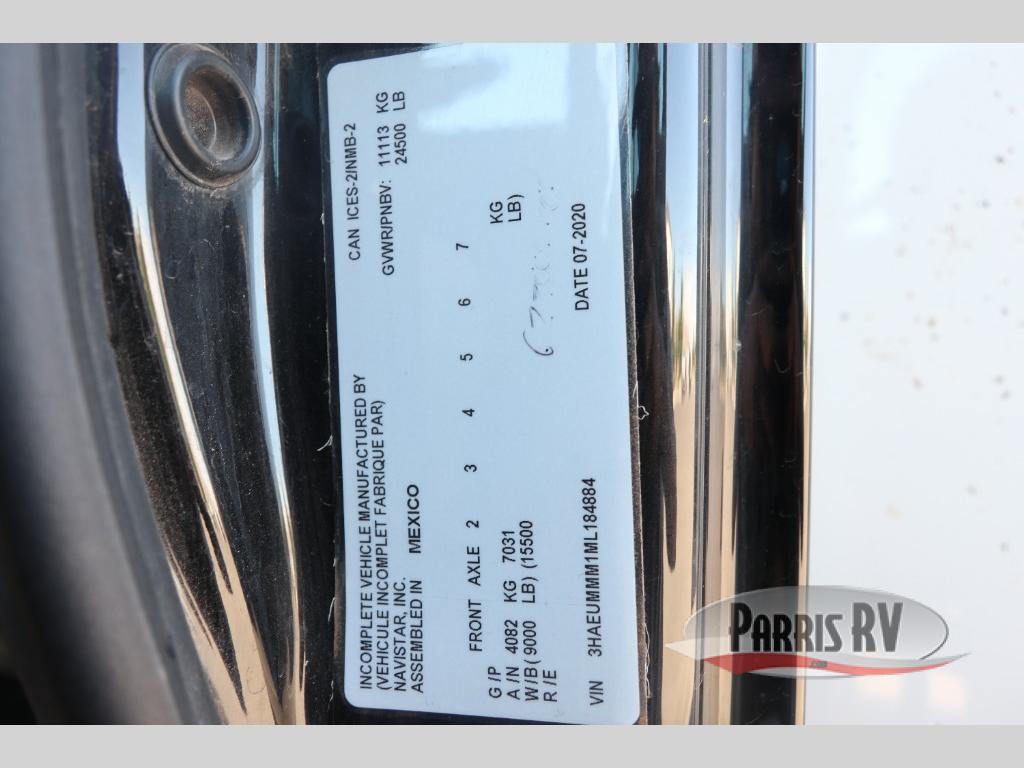 CAN ICES-2/NMB-2
GVWR/PNBV: 11113 KG
24500 LB
INCOMPLETE VEHICLE MANUFACTURED BY
(VEHICULE INCOMPLET FABRIQUE PAR)
NAVISTAR, INC.
ASSEMBLED IN MEXICO
FRONT AXLE 2 3 4 5 6 7
G /P
A /N 4082 KG 7031 KG
W/B( 9000 LB) (15500 LB)
R /E
DATE 07-2020
VIN 3HAEUMMM1ML184884
PARRIS RV
.com